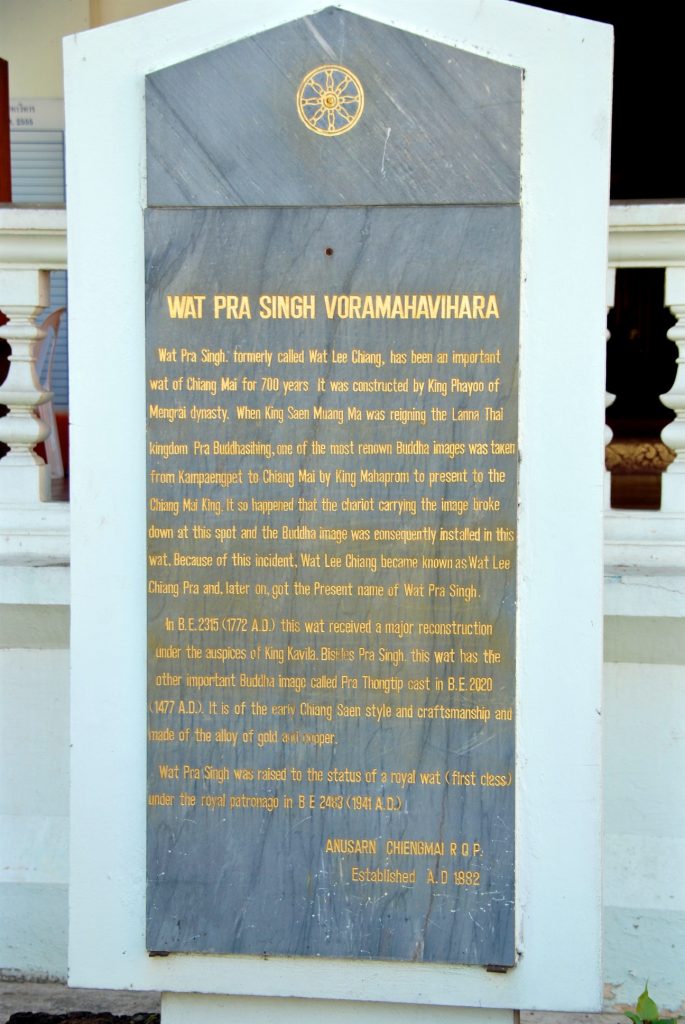 WAT PRA SINGH VORAMAHAVIHARA
Wat Pra Singh. formerly called Wat Lee Chiang, has been an important
wat of Chiang Mai for 700 years It was constructed by King Phayoo of
Mengrai dynasty. When King Saen Muang Ma was reigning the Lanna Thai
kingdom Pra Buddhasihing, one of the most renown Buddha images was taken
from Kampaengpet to Chiang Mai by King Mahaprom to present to the
Chiang Mai King. It so happened that the chariot carrying the image broke
down at this spot and the Buddha image was consequently installed in this
wat. Because of this incident, Wat Lee Chiang became known as Wat Lee
Chiang Pra and. later on, got the Present name of Wat Pra Singh.
In B.E. 2315 (1772 A.D.) this wat received a major reconstruction
under the auspices of King Kavila. Bisides Pra Singh. this wat has the
other important Buddha image called Pra Thongtip cast in B.E. 2020
(1477 A.D.). It is of the early Chiang Saen style and craftsmanship and
made of the alloy of gold and copper.
Wat Pra Singh was raised to the status of a royal wat (first class)
under the royal patronago in B E 2483 (1941 A.D.)
ANUSARN CHIENGMAI R O P.
Established A.D 1882